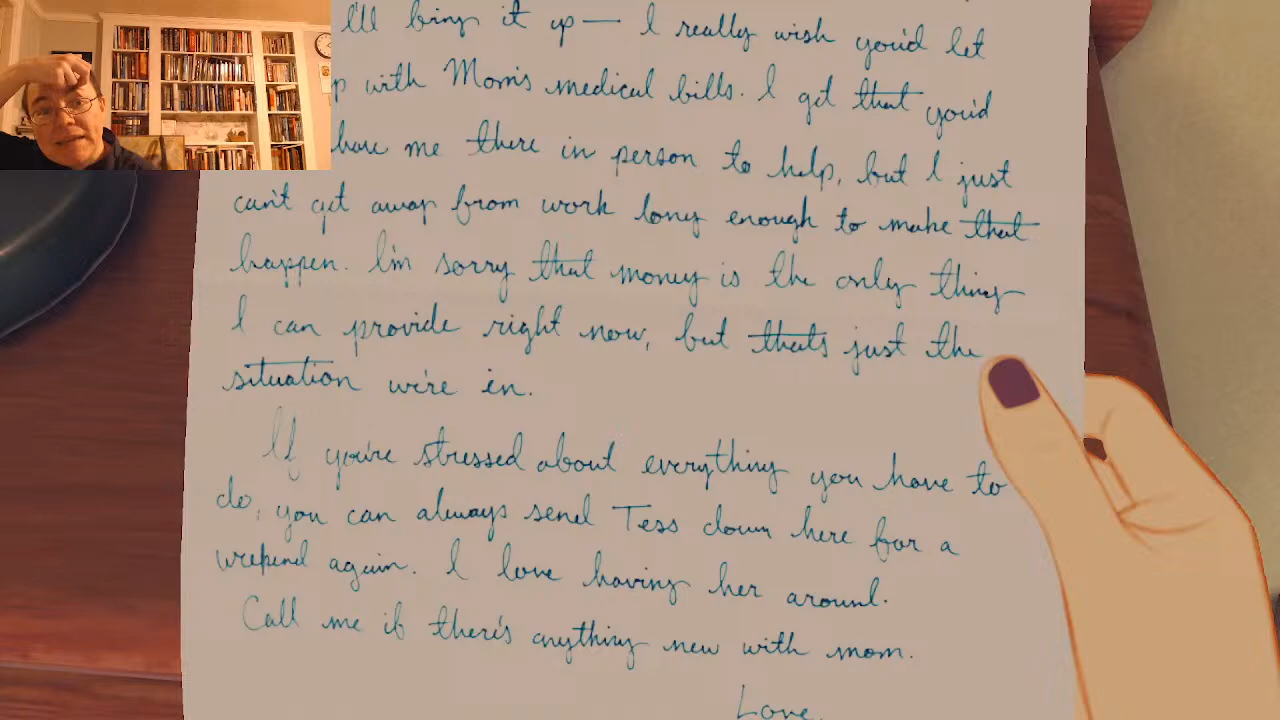 I'll bring it up— I really wish you'd let
p with Mom's medical bills. I get that you'd
have me there in person to help, but I just
can't get away from work long enough to make that
happen. I'm sorry that money is the only thing
I can provide right now, but that's just the
situation we're in.
If you're stressed about everything you have to
do, you can always send Tess down here for a
weekend again. I love having her around.
Call me if there's anything new with mom.
Love,